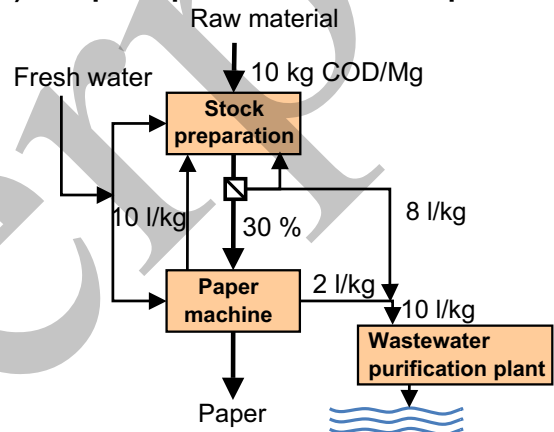 Raw material
10 kg COD/Mg
Fresh water
Stock
preparation
10 l/kg
30 %
8 l/kg
Paper
machine
2 l/kg
10 l/kg
Wastewater
purification plant
Paper